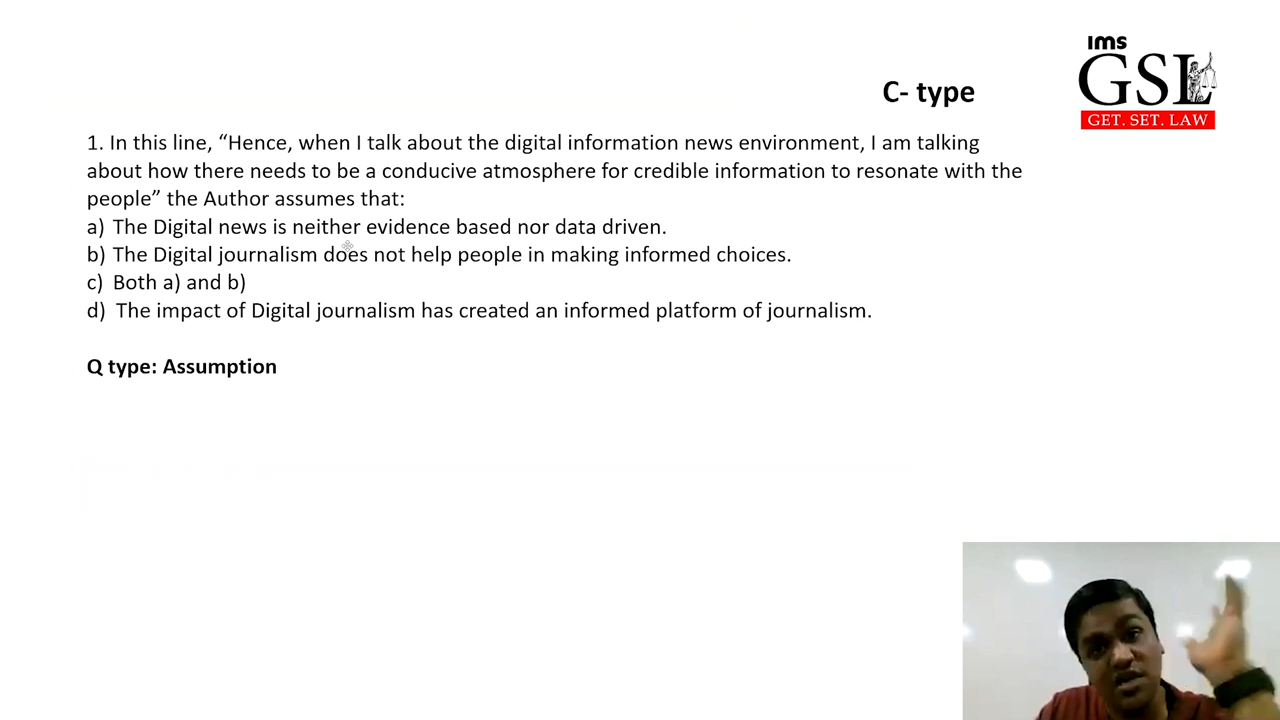 ıms
GSL
GET. SET. LAW
C- type
1. In this line, “Hence, when I talk about the digital information news environment, I am talking
about how there needs to be a conducive atmosphere for credible information to resonate with the
people” the Author assumes that:
a) The Digital news is neither evidence based nor data driven.
b) The Digital journalism does not help people in making informed choices.
c) Both a) and b)
d) The impact of Digital journalism has created an informed platform of journalism.
Q type: Assumption